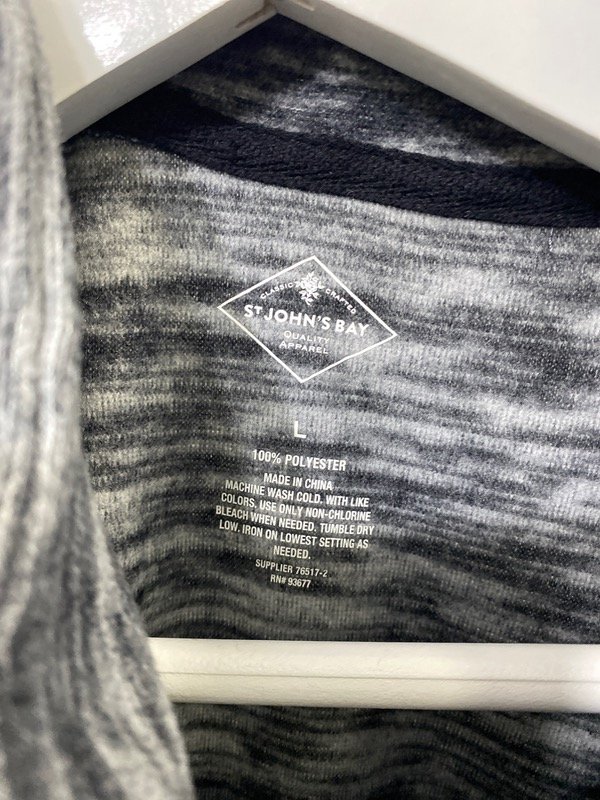 CLASSIC CRAFTED
ST JOHN'S BAY
QUALITY
APPAREL
L
100% POLYESTER
MADE IN CHINA
MACHINE WASH COLD. WITH LIKE
COLORS. USE ONLY NON-CHLORINE
BLEACH WHEN NEEDED. TUMBLE DRY
LOW. IRON ON LOWEST SETTING AS
NEEDED.
SUPPLIER 76517-2
RN# 93677